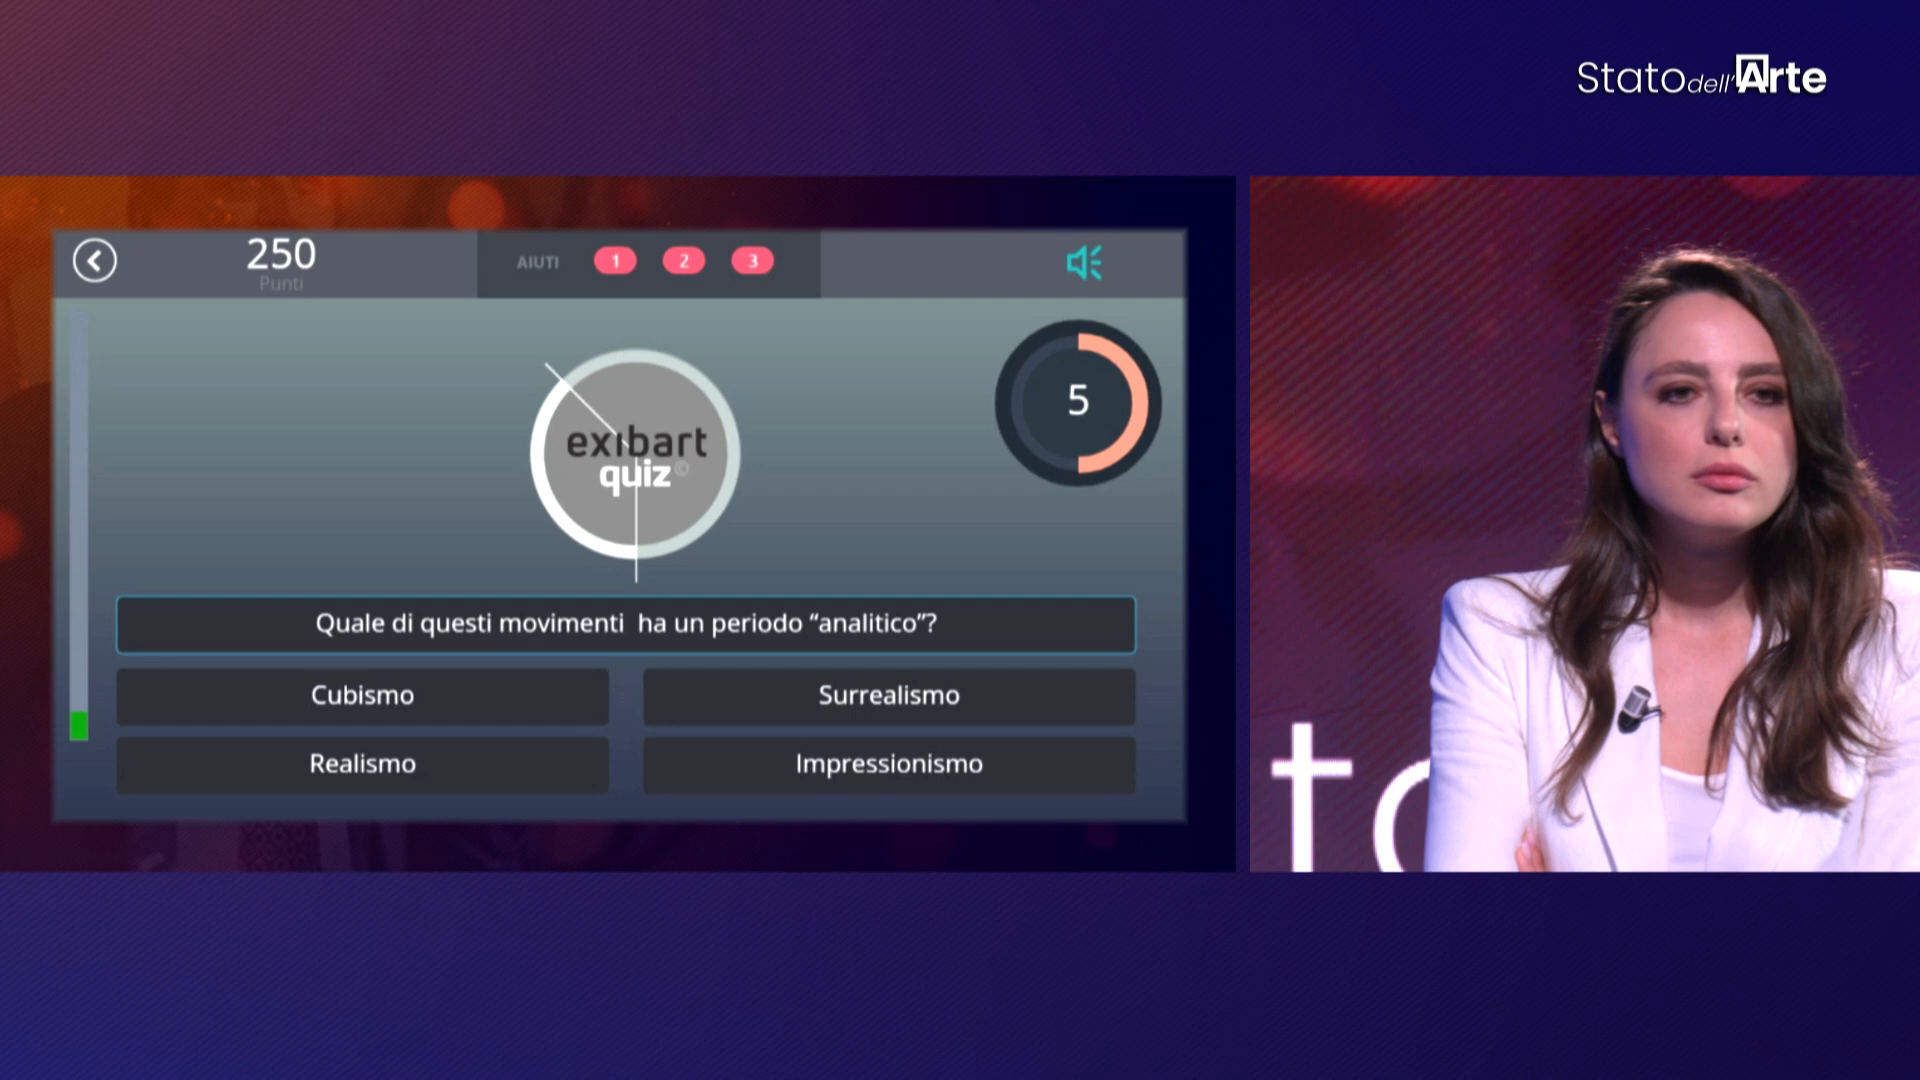 Stato dell'Arte
250
Punti
AIUTI 1 2 3
5
exibart
quiz©
Quale di questi movimenti ha un periodo “analitico”?
Cubismo
Surrealismo
Realismo
Impressionismo
to